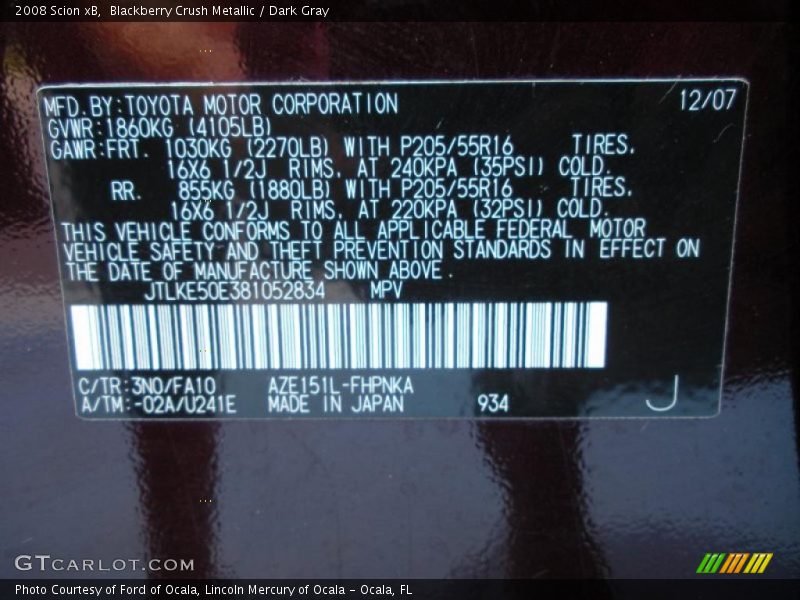 2008 Scion xB,  Blackberry Crush Metallic / Dark Gray
MFD. BY:TOYOTA MOTOR CORPORATION 12/07
GVWR:1860KG (4105LB)
GAWR:FRT. 1030KG (2270LB) WITH P205/55R16 TIRES.
16X6 1/2J RIMS. AT 240KPA (35PSI) COLD.
RR. 855KG (1880LB) WITH P205/55R16 TIRES.
16X6 1/2J RIMS. AT 220KPA (32PSI) COLD.
THIS VEHICLE CONFORMS TO ALL APPLICABLE FEDERAL MOTOR
VEHICLE SAFETY AND THEFT PREVENTION STANDARDS IN EFFECT ON
THE DATE OF MANUFACTURE SHOWN ABOVE.
JTLKE50E381052834 MPV
C/TR:3N0/FA10 AZE151L-FHPNKA
A/TM:-02A/U241E MADE IN JAPAN 934 J
GTCARLOT.COM
Photo Courtesy of Ford of Ocala, Lincoln Mercury of Ocala - Ocala, FL